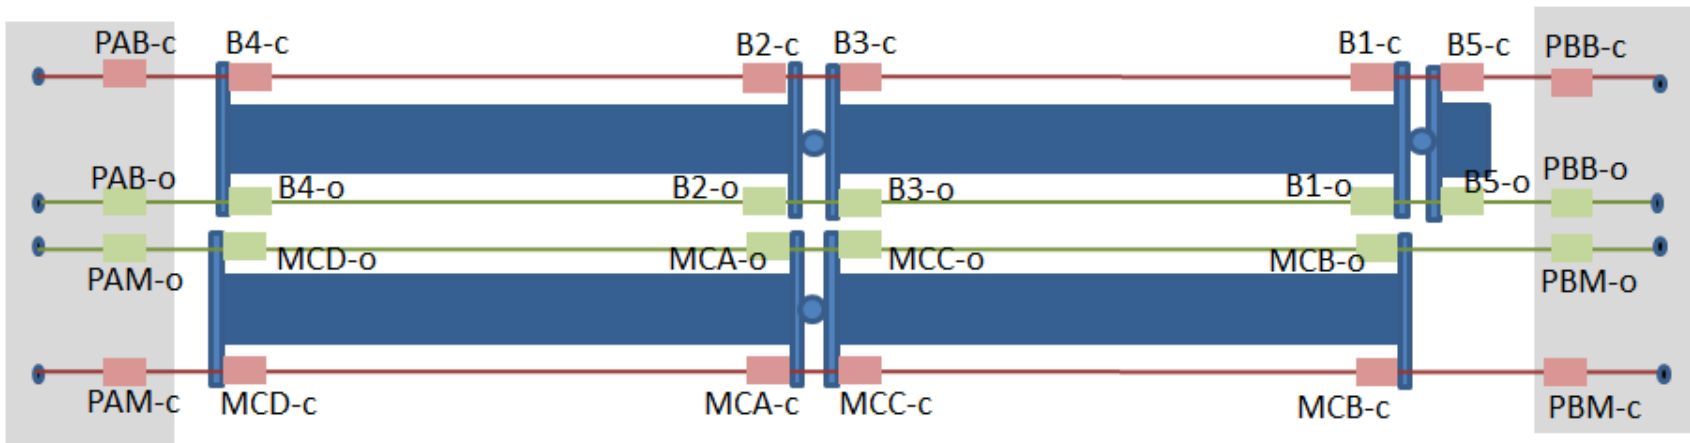 PAB-c B4-c B2-c B3-c B1-c B5-c PBB-c
PAB-o B4-o B2-o B3-o B1-o B5-o PBB-o
PAM-o MCD-o MCA-o MCC-o MCB-o PBM-o
PAM-c MCD-c MCA-c MCC-c MCB-c PBM-c